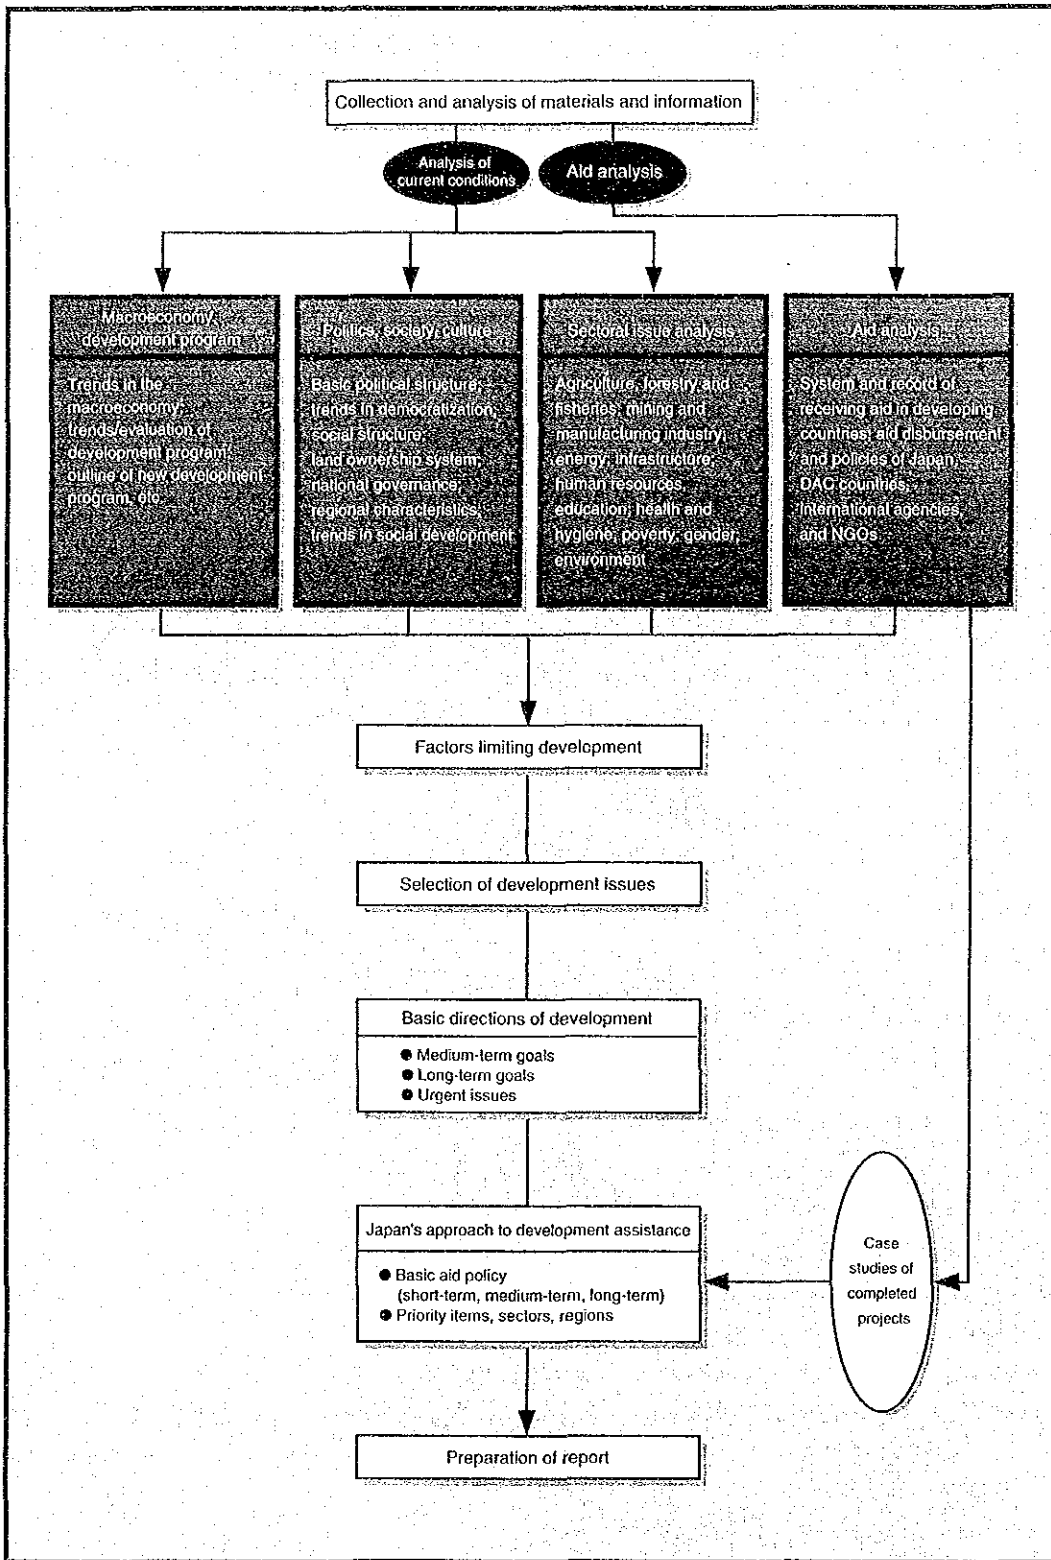 Collection and analysis of materials and information
Analysis of
current conditions
Aid analysis
Macroeconomy,
development program
Trends in the
macroeconomy;
trends/evaluation of
development program;
outline of new development
program, etc.
Politics, society, culture
Basic political structure;
trends in democratization;
social structure;
land ownership system;
national governance;
regional characteristics;
trends in social development
Sectoral issue analysis
Agriculture, forestry and
fisheries; mining and
manufacturing industry;
energy; infrastructure;
human resources,
education; health and
hygiene; poverty; gender;
environment
Aid analysis
System and record of
receiving aid in developing
countries; aid disbursement
and policies of Japan,
DAC countries,
international agencies,
and NGOs
Factors limiting development
Selection of development issues
Basic directions of development
● Medium-term goals
● Long-term goals
● Urgent issues
Japan's approach to development assistance
● Basic aid policy
(short-term, medium-term, long-term)
● Priority items, sectors, regions
Case
studies of
completed
projects
Preparation of report